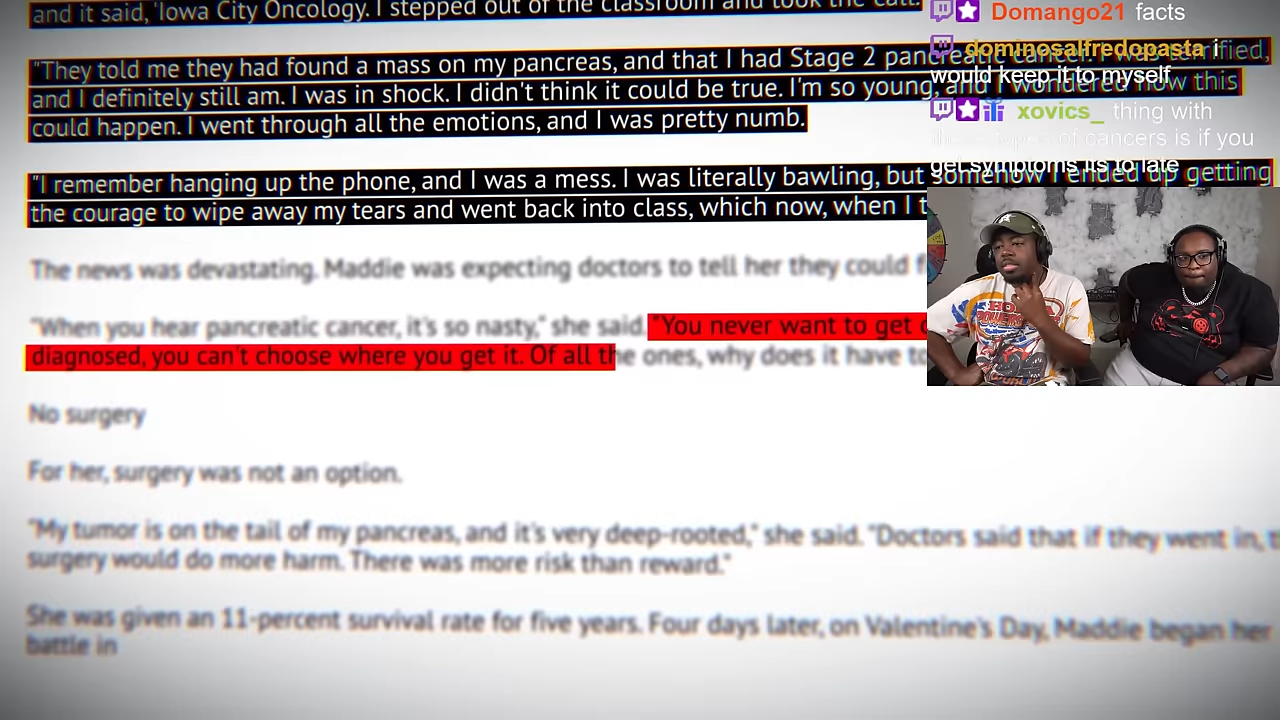 and it said, 'Iowa City Oncology. I stepped out of the classroom and took the call.
"They told me they had found a mass on my pancreas, and that I had Stage 2 pancreatic cancer. I was terrified,
and I definitely still am. I was in shock. I didn't think it could be true. I'm so young, and I wondered how this
could happen. I went through all the emotions, and I was pretty numb.
"I remember hanging up the phone, and I was a mess. I was literally bawling, but somehow I ended up getting
the courage to wipe away my tears and went back into class, which now, when I t
The news was devastating. Maddie was expecting doctors to tell her they could f
"When you hear pancreatic cancer, it's so nasty," she said. "You never want to get
diagnosed, you can't choose where you get it. Of all the ones, why does it have to
No surgery
For her, surgery was not an option.
"My tumor is on the tail of my pancreas, and it's very deep-rooted," she said. "Doctors said that if they went in, t
surgery would do more harm. There was more risk than reward."
She was given an 11-percent survival rate for five years. Four days later, on Valentine's Day, Maddie began her
battle in
Domango21 facts
dominosalfredopasta i
would keep it to myself
xovics_ thing with
these types of cancers is if you
get symptoms its to late